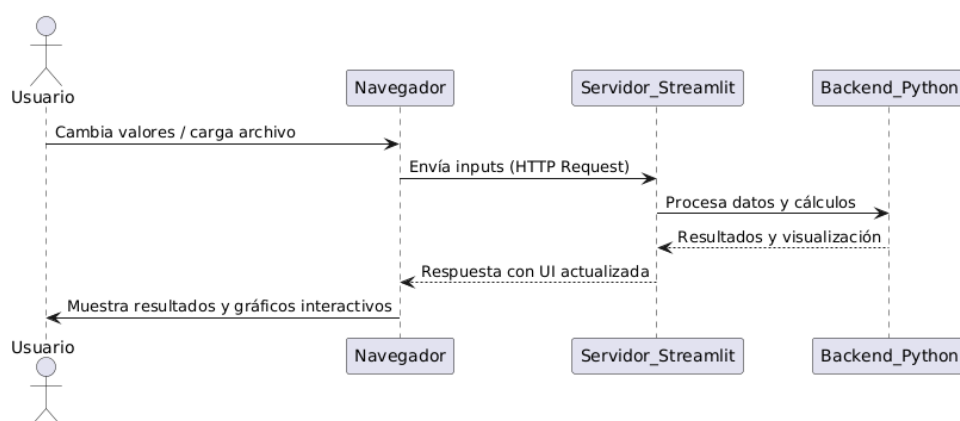 Usuario
Navegador
Servidor_Streamlit
Backend_Python
Cambia valores / carga archivo
Envía inputs (HTTP Request)
Procesa datos y cálculos
Resultados y visualización
Respuesta con UI actualizada
Muestra resultados y gráficos interactivos
Usuario
Navegador
Servidor_Streamlit
Backend_Python